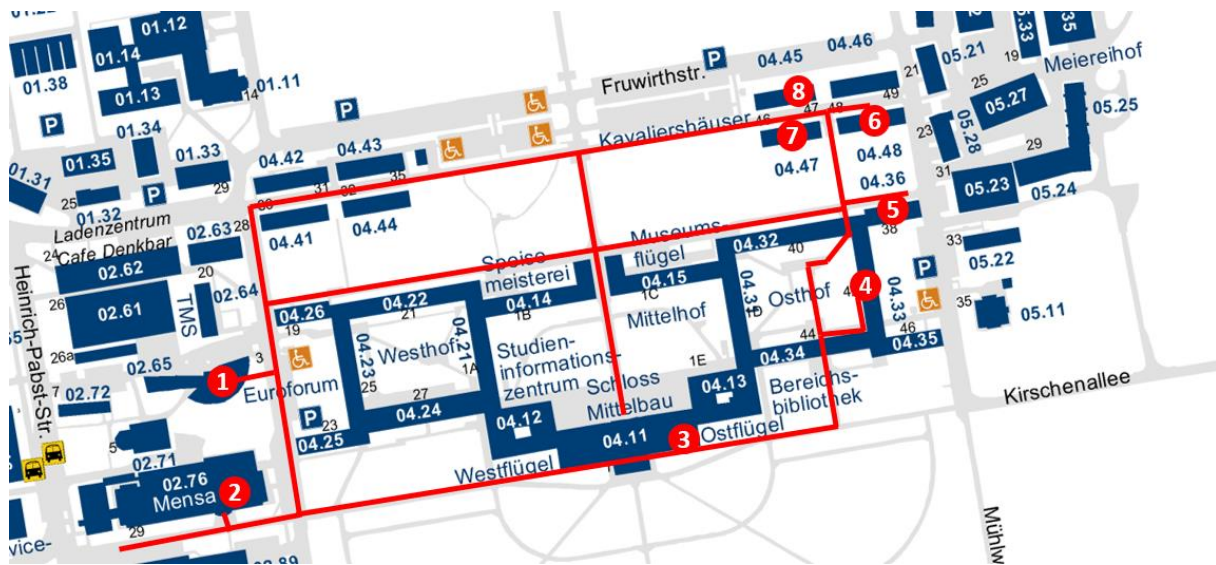 01.12
04.46
05.33
.35
01.14
04.45
05.21
19
Meiereihof
P
Fruwirthstr.
01.38
01.13
01.11
14
P
21
25
8
49
05.27
05.25
P
01.34
Kavaliershäuser
46
47
48
6
7
23
05.28
29
01.35
01.33
04.42
04.43
35
04.47
04.48
01.31
25
P
29
31
32
04.36
31
05.23
05.24
01.32
30
Ladenzentrum
28
04.41
04.44
5
Cafe Denkbar
02.63
Museums-
flügel
04.32
40
38
24
02.62
20
Speise
meisterei
33
05.22
Heinrich-Pabst-Str.
26
02.61
TMS
02.64
04.26
04.22
04.14
04.15
1C
04.31
1D
Osthof
4
04.33
P
35
05.11
19
21
1B
Mittelhof
44
46
26a
3
04.23
Westhof
04.21
Studien-
informations-
zentrum
1E
04.34
04.35
7
02.65
1
Euroforum
25
1A
27
Schloss
Mittelbau
04.13
Bereichs-
bibliothek
Kirschenallee
02.72
P
23
04.24
04.12
5
04.25
04.11
3
Ostflügel
02.71
Westflügel
02.76
Mensa
2
29
vice-
Mühlw